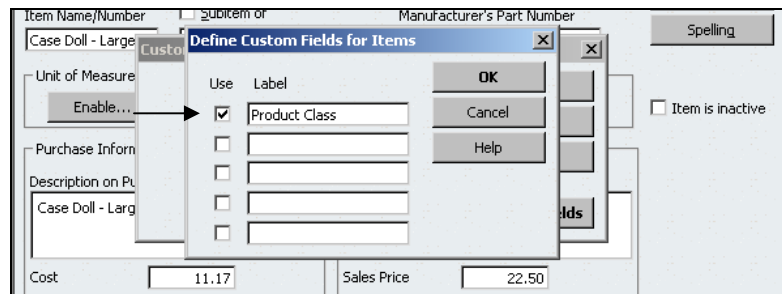 Item Name/Number
Subitem of
Manufacturer's Part Number
Spelling
Case Doll - Large
Custo
Define Custom Fields for Items
Unit of Measure
Use
Label
OK
Enable...
Product Class
Cancel
Item is inactive
Help
Purchase Inform
Description on Pu
Case Doll - Larg
lds
Cost
11.17
Sales Price
22.50